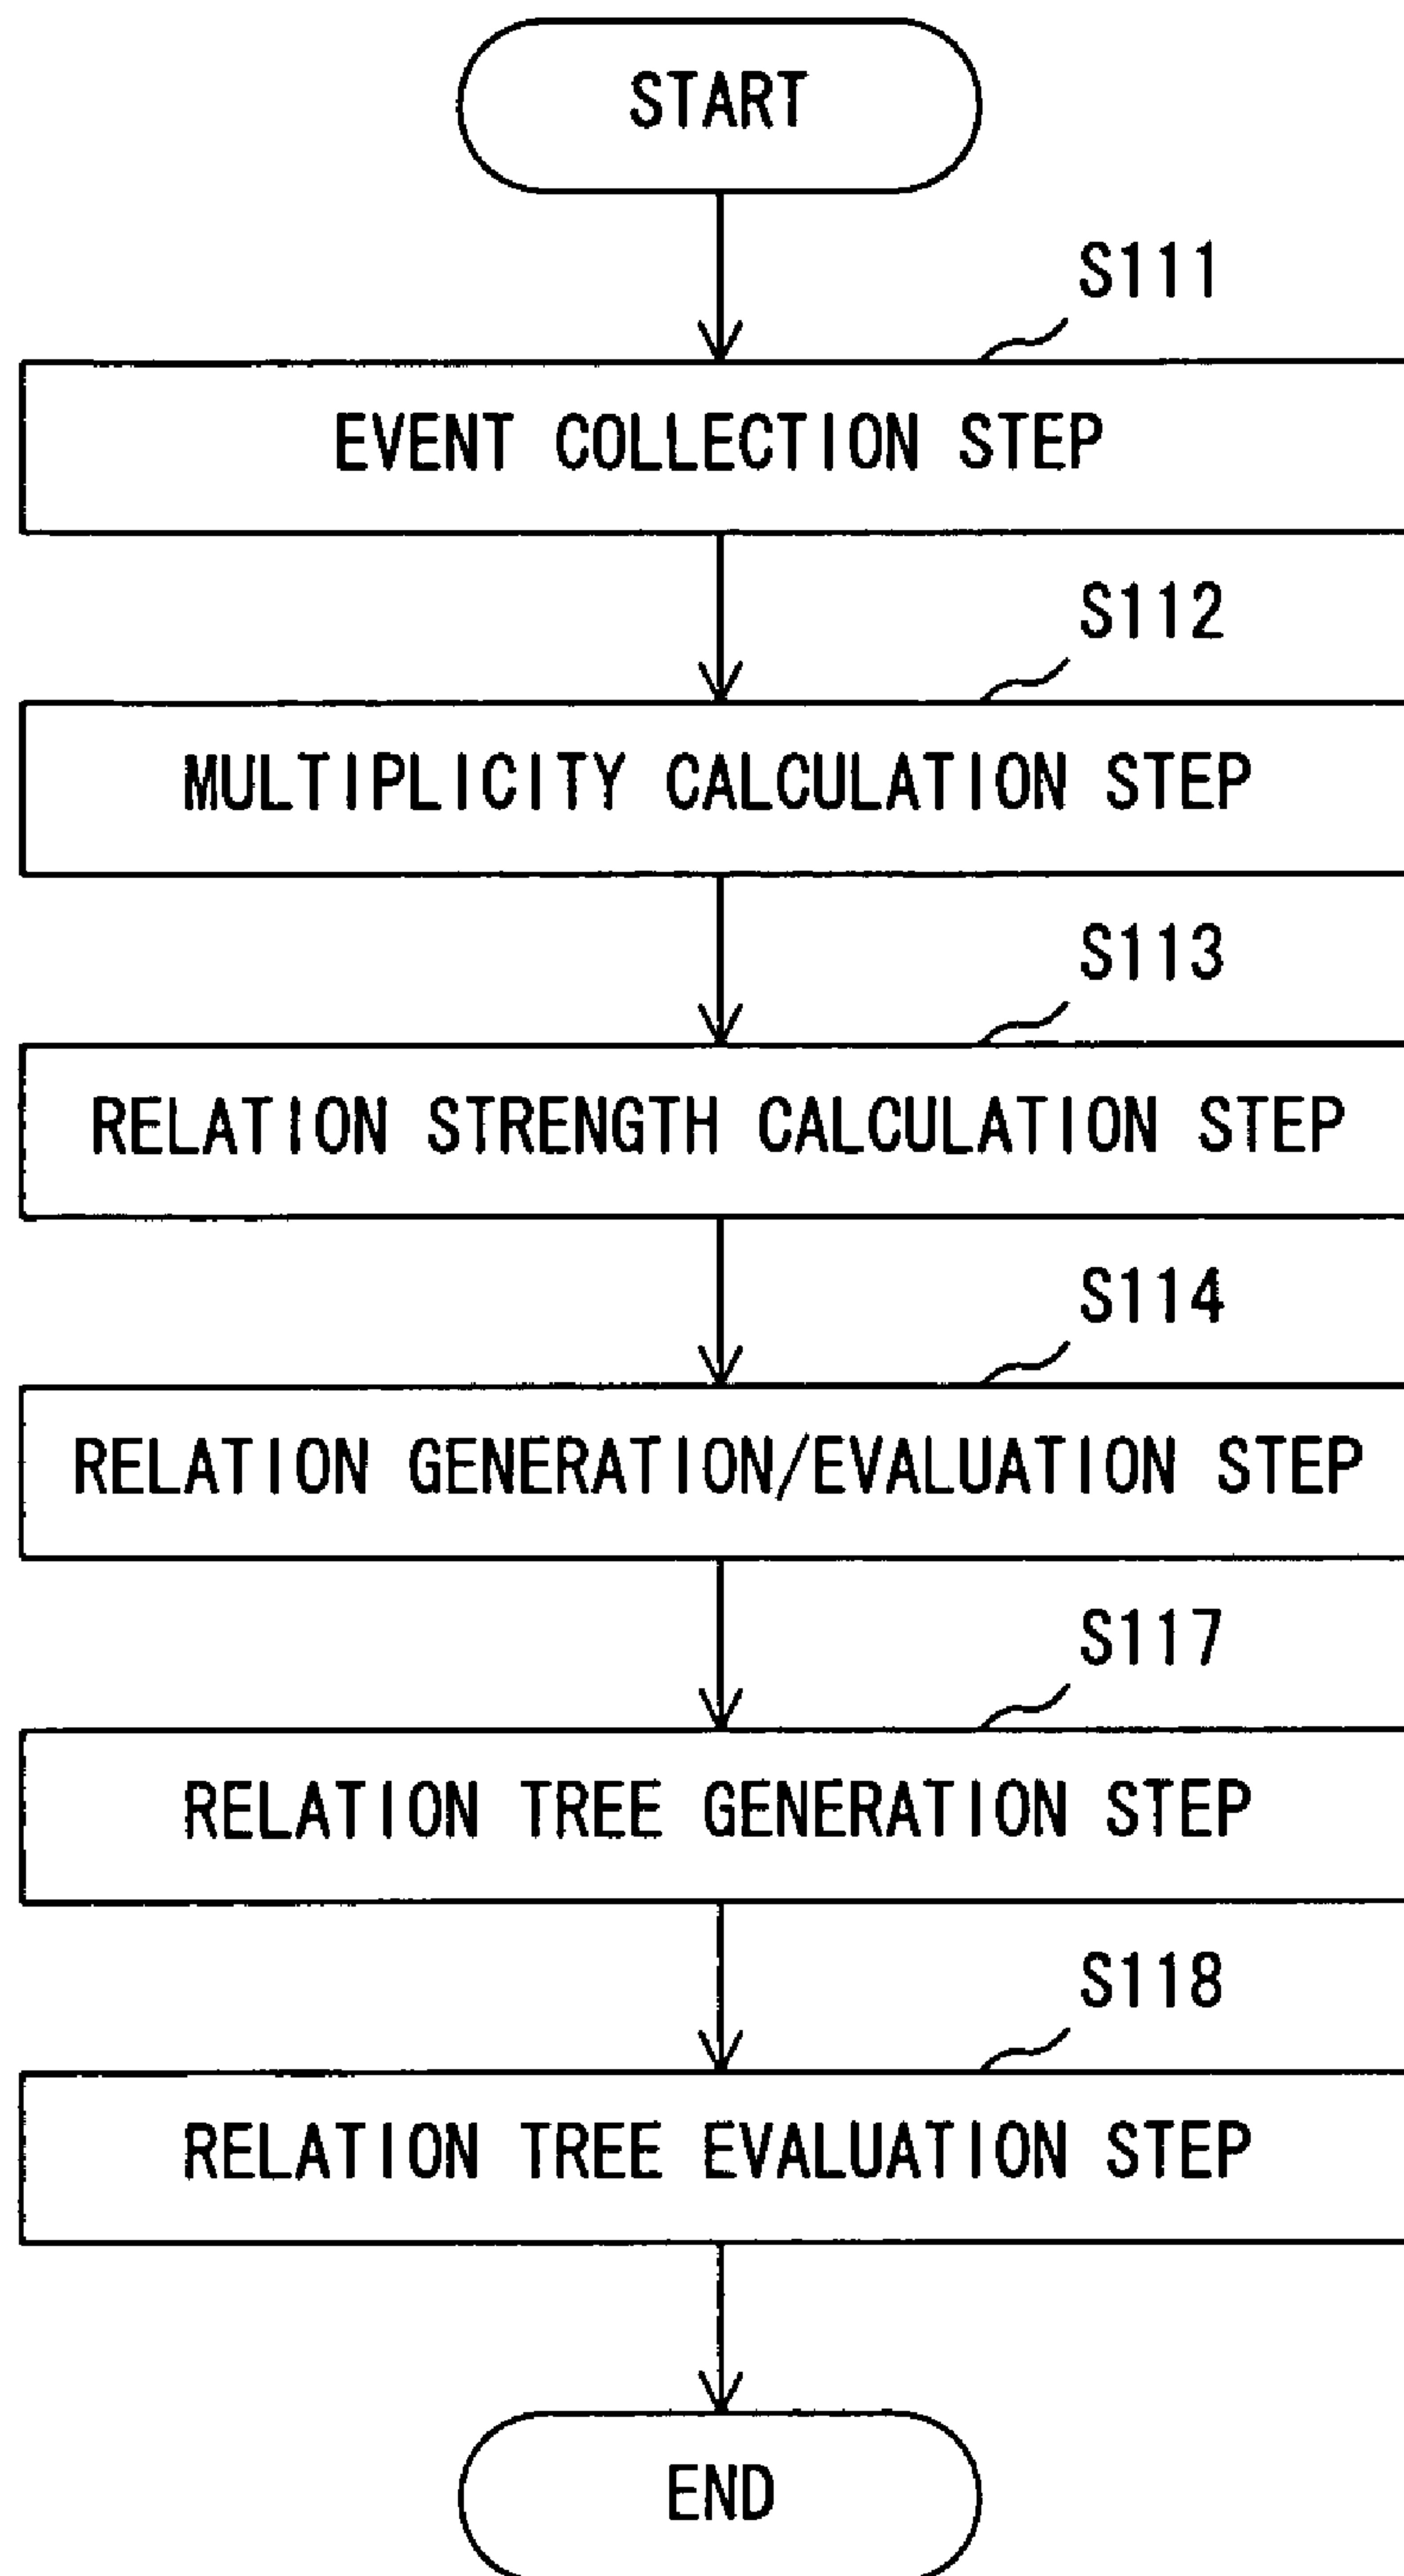 START
S111
EVENT COLLECTION STEP
S112
MULTIPLICITY CALCULATION STEP
S113
RELATION STRENGTH CALCULATION STEP
S114
RELATION GENERATION/EVALUATION STEP
S117
RELATION TREE GENERATION STEP
S118
RELATION TREE EVALUATION STEP
END